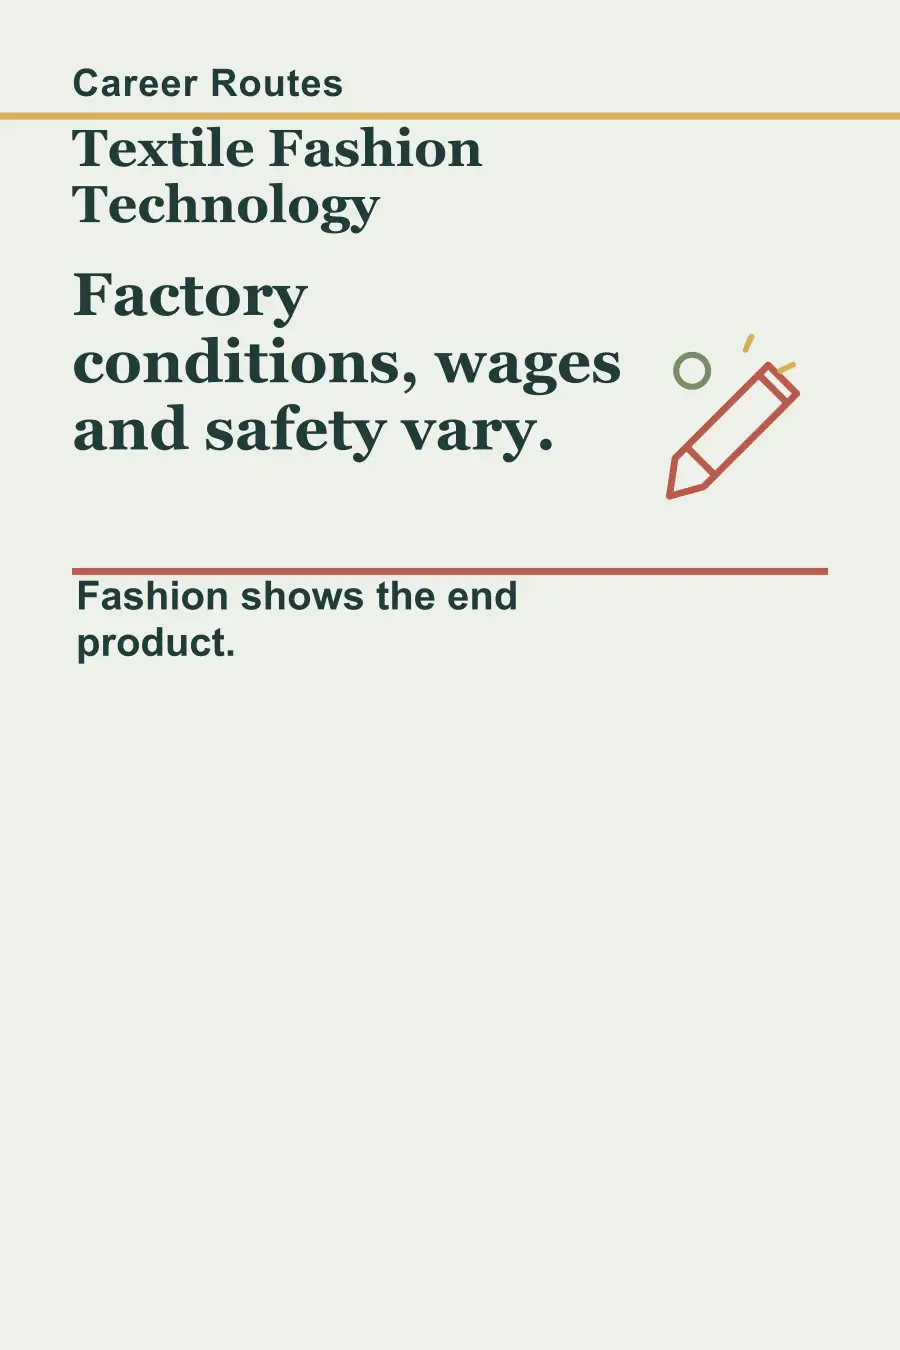 Career Routes
Textile Fashion
Technology
Factory
conditions, wages
and safety vary.
Fashion shows the end
product.